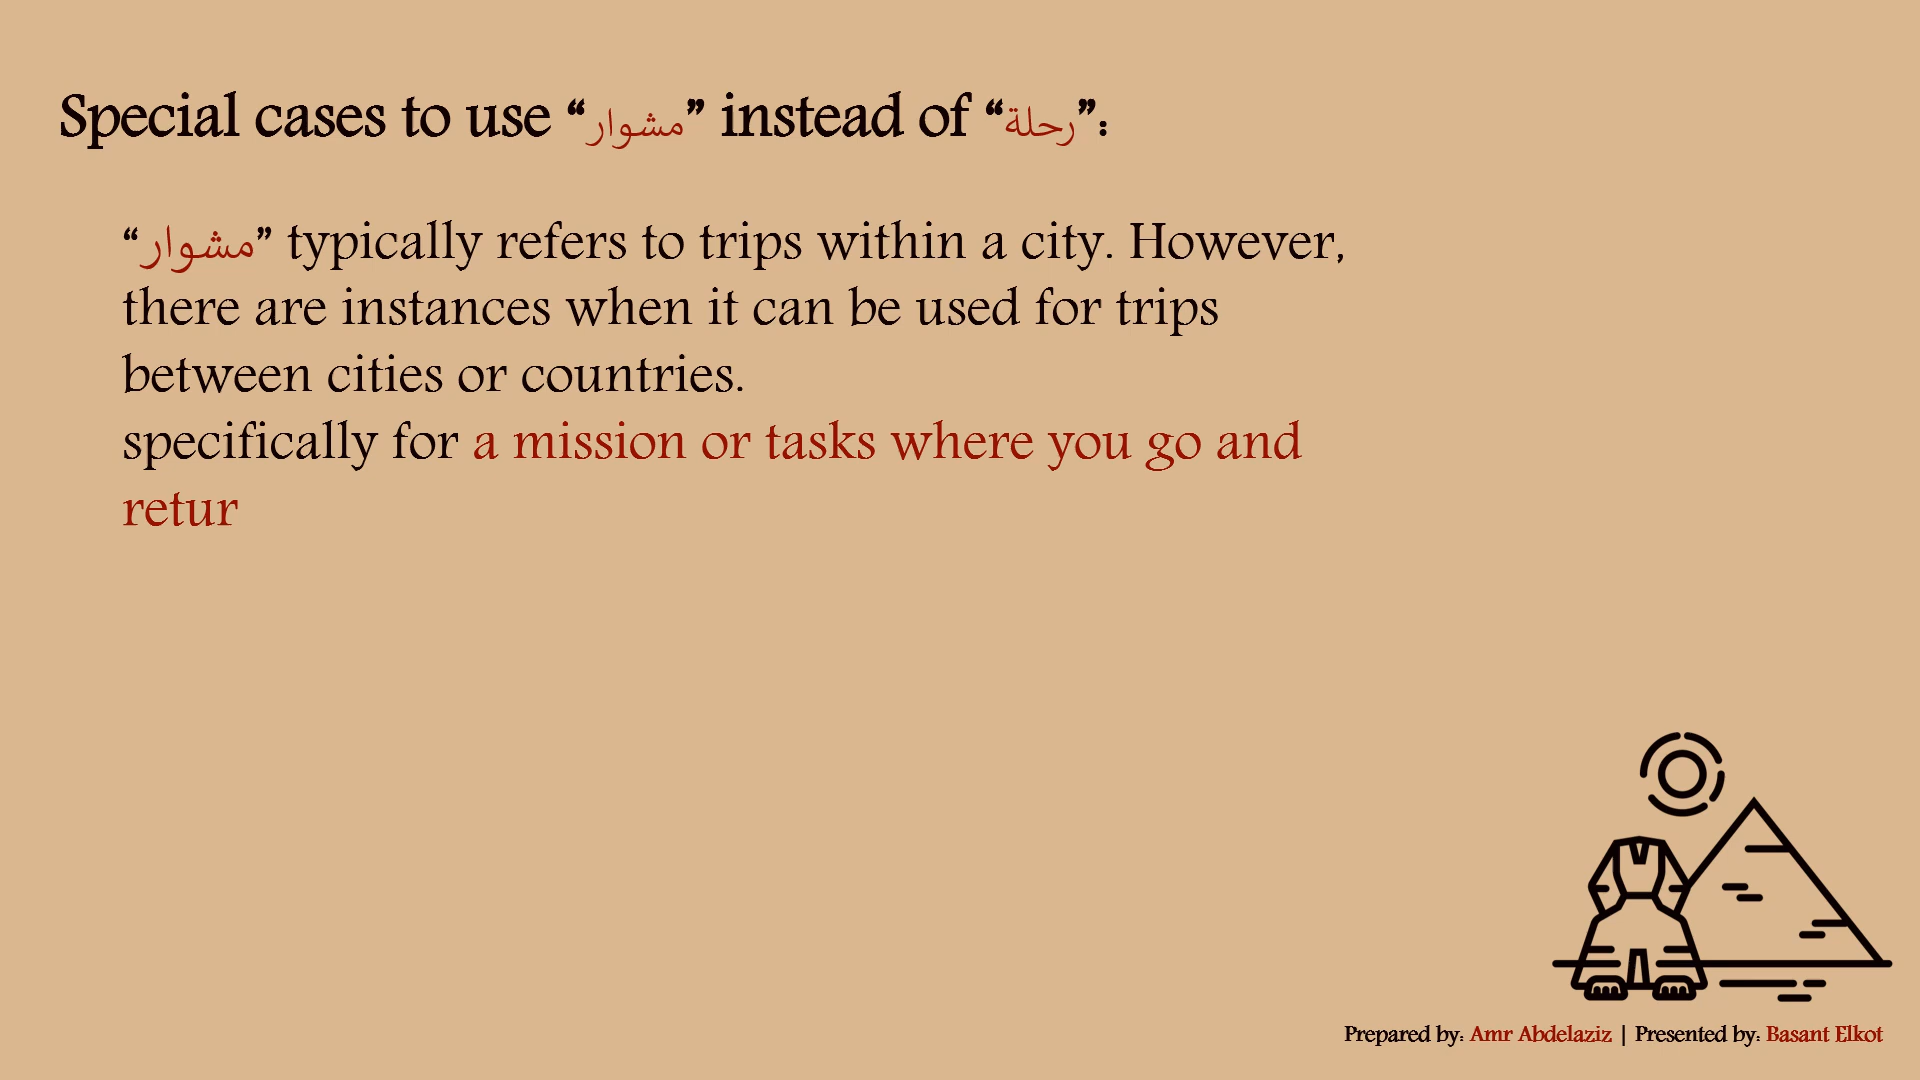 Special cases to use “مشوار” instead of “رحلة”:
“مشوار” typically refers to trips within a city. However,
there are instances when it can be used for trips
between cities or countries.
specifically for a mission or tasks where you go and
retur
Prepared by: Amr Abdelaziz | Presented by: Basant Elkot